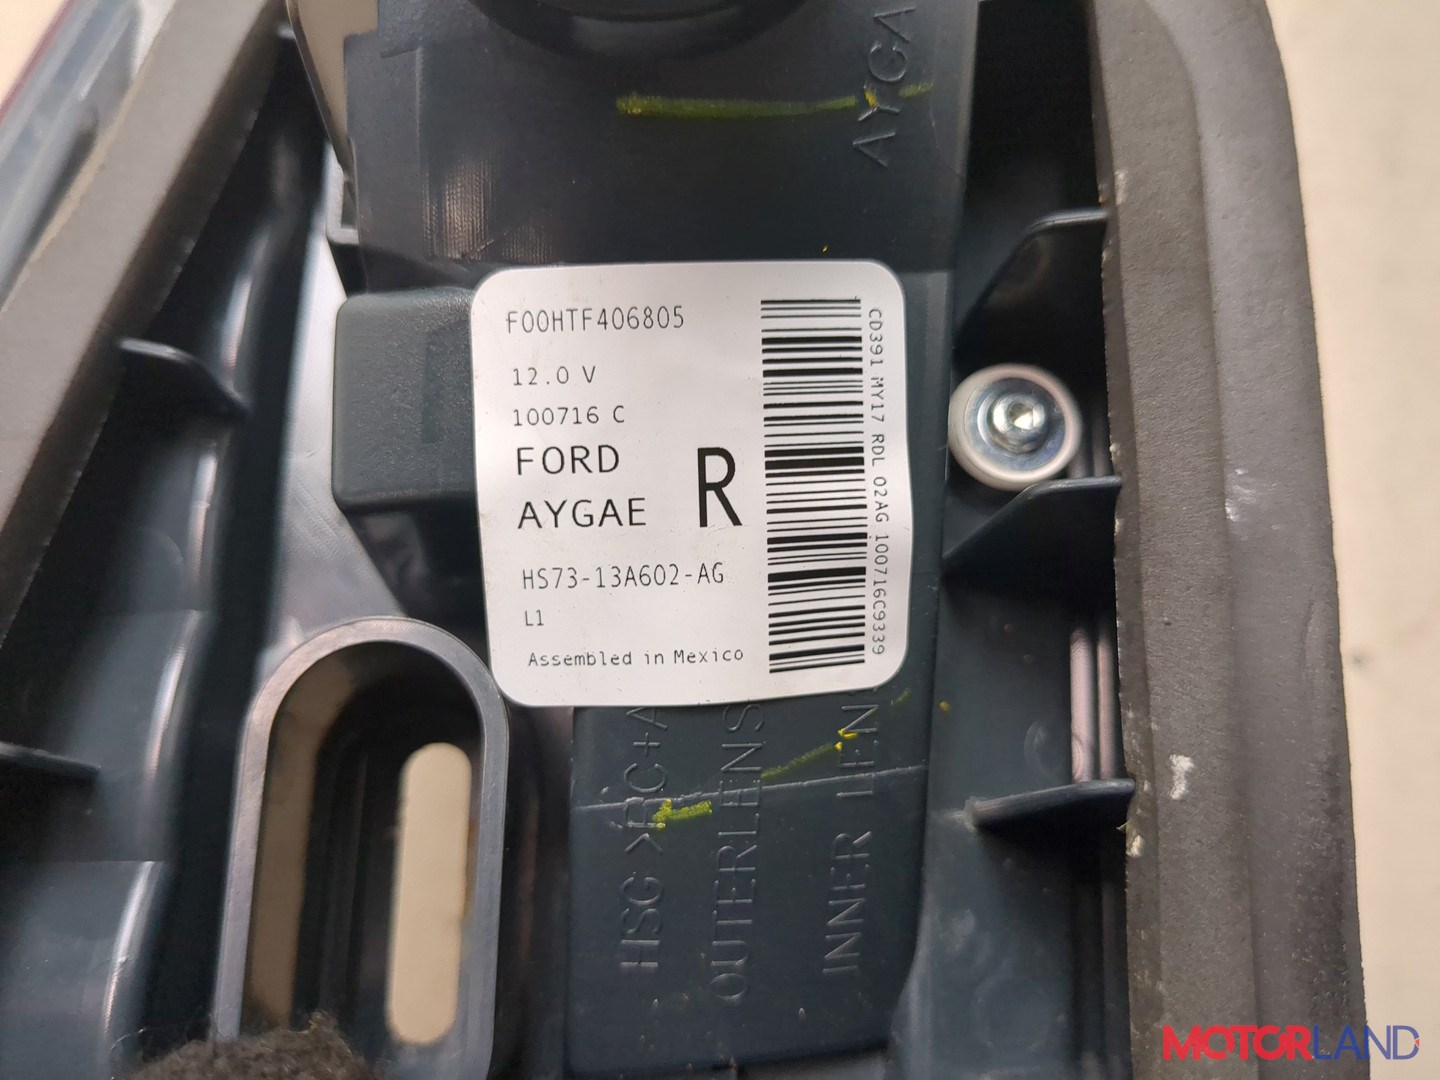 AYGA
F00HTF406805
12.0 V
100716 C
FORD
AYGAE
R
HS73-13A602-AG
L1
Assembled in Mexico
CD391 MY17 RDL 02AG 100716C9339
HSG >PC+A
OUTERLENS
INNER LEN
MOTORLAND